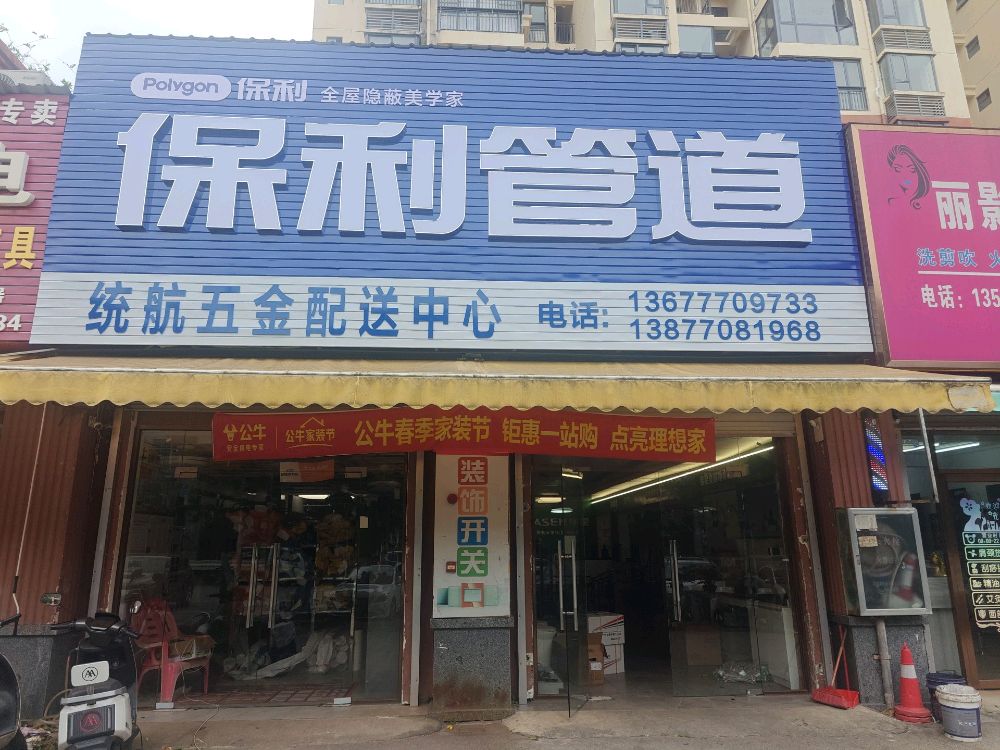 Polygon 保利 全屋隐蔽美学家
保利管道
统航五金配送中心 电话: 13677709733
13877081968
专卖
具
34
丽影
洗剪吹
电话:135
公牛 公牛家装节 公牛春季家装节 钜惠一站购 点亮理想家
装饰开关